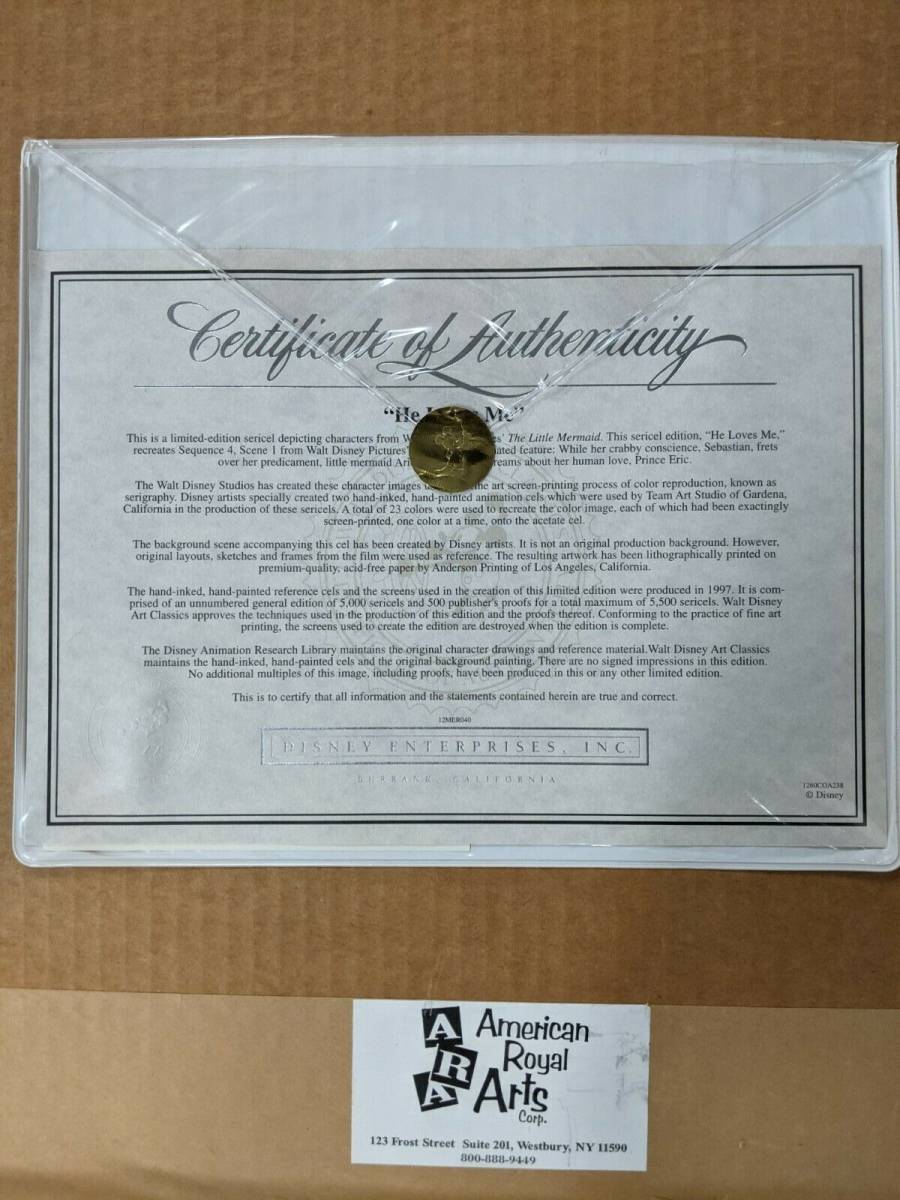 Certificate of Authenticity
“He Me”
This is a limited-edition sericel depicting characters from W es’ The Little Mermaid. This sericel edition, “He Loves Me,”
recreates Sequence 4, Scene 1 from Walt Disney Pictures’ ated feature: While her crabby conscience, Sebastian, frets
over her predicament, little mermaid Ari reams about her human love, Prince Eric.
The Walt Disney Studios has created these character images u ine art screen-printing process of color reproduction, known as
serigraphy. Disney artists specially created two hand-inked, hand-painted animation cels which were used by Team Art Studio of Gardena,
California in the production of these sericels. A total of 23 colors were used to recreate the color image, each of which had been exactingly
screen-printed, one color at a time, onto the acetate cel.
The background scene accompanying this cel has been created by Disney artists. It is not an original production background. However,
original layouts, sketches and frames from the film were used as reference. The resulting artwork has been lithographically printed on
premium-quality, acid-free paper by Anderson Printing of Los Angeles, California.
The hand-inked, hand-painted reference cels and the screens used in the creation of this limited edition were produced in 1997. It is com-
prised of an unnumbered general edition of 5,000 sericels and 500 publisher’s proofs for a total maximum of 5,500 sericels. Walt Disney
Art Classics approves the techniques used in the production of this edition and the proofs thereof. Conforming to the practice of fine art
printing, the screens used to create the edition are destroyed when the edition is complete.
The Disney Animation Research Library maintains the original character drawings and reference material.Walt Disney Art Classics
maintains the hand-inked, hand-painted cels and the original background painting. There are no signed impressions in this edition.
No additional multiples of this image, including proofs, have been produced in this or any other limited edition.
This is to certify that all information and the statements contained herein are true and correct.
12MER040
DISNEY ENTERPRISES, INC.
BURBANK, CALIFORNIA
1260COA238
© Disney
ARA
American
Royal
Arts
Corp.
123 Frost Street Suite 201, Westbury, NY 11590
800-888-9449